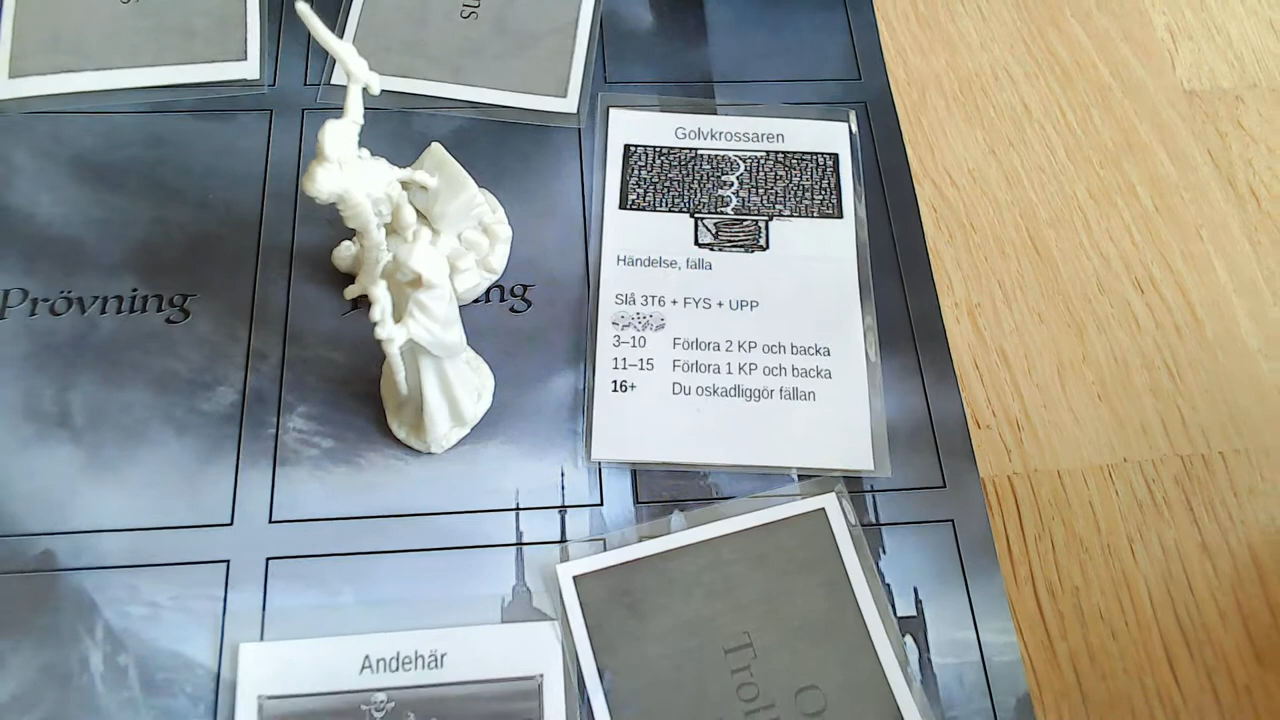 Golvkrossaren
Händelse, fälla
Prövning
Slå 3T6 + FYS + UPP
3–10 Förlora 2 KP och backa
11–15 Förlora 1 KP och backa
16+ Du oskadliggör fällan
Andehär